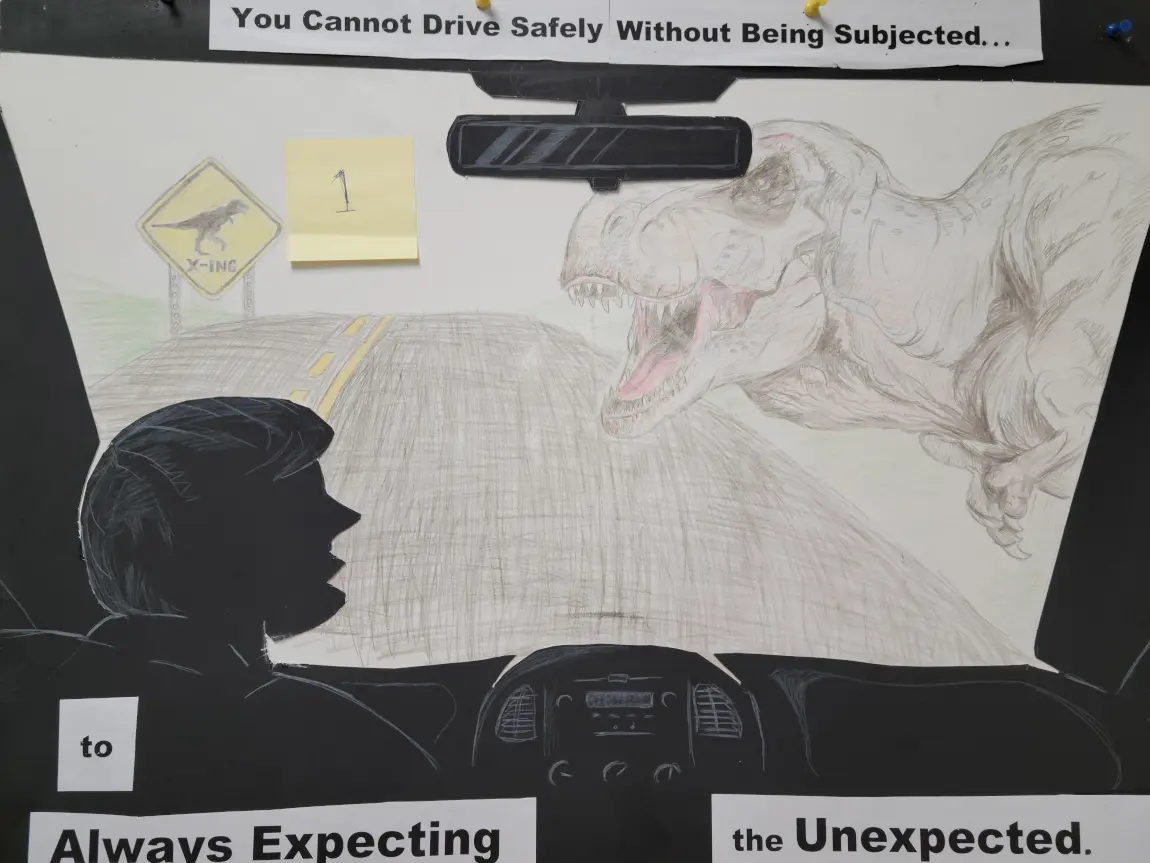 You Cannot Drive Safely Without Being Subjected...
1
X-ING
to
Always Expecting
the Unexpected.